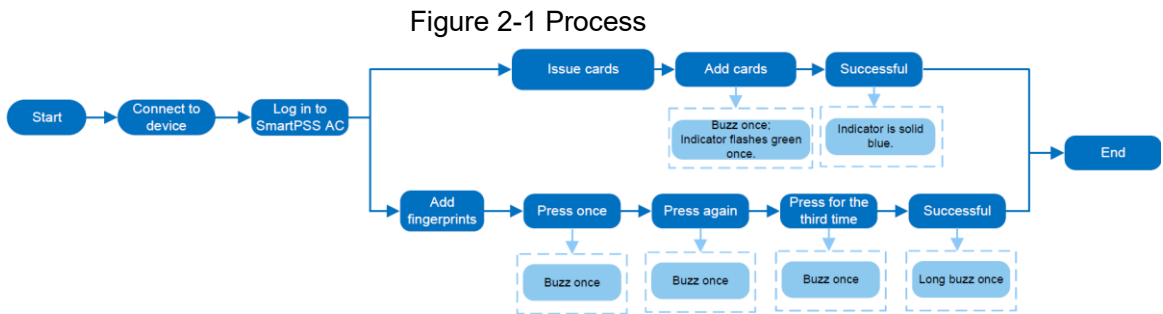 Figure 2-1 Process
Start
Connect to
device
Log in to
SmartPSS AC
Issue cards
Add cards
Successful
Buzz once;
Indicator flashes green
once.
Indicator is solid
blue.
Add
fingerprints
Press once
Press again
Press for the
third time
Successful
Buzz once
Buzz once
Buzz once
Long buzz once
End